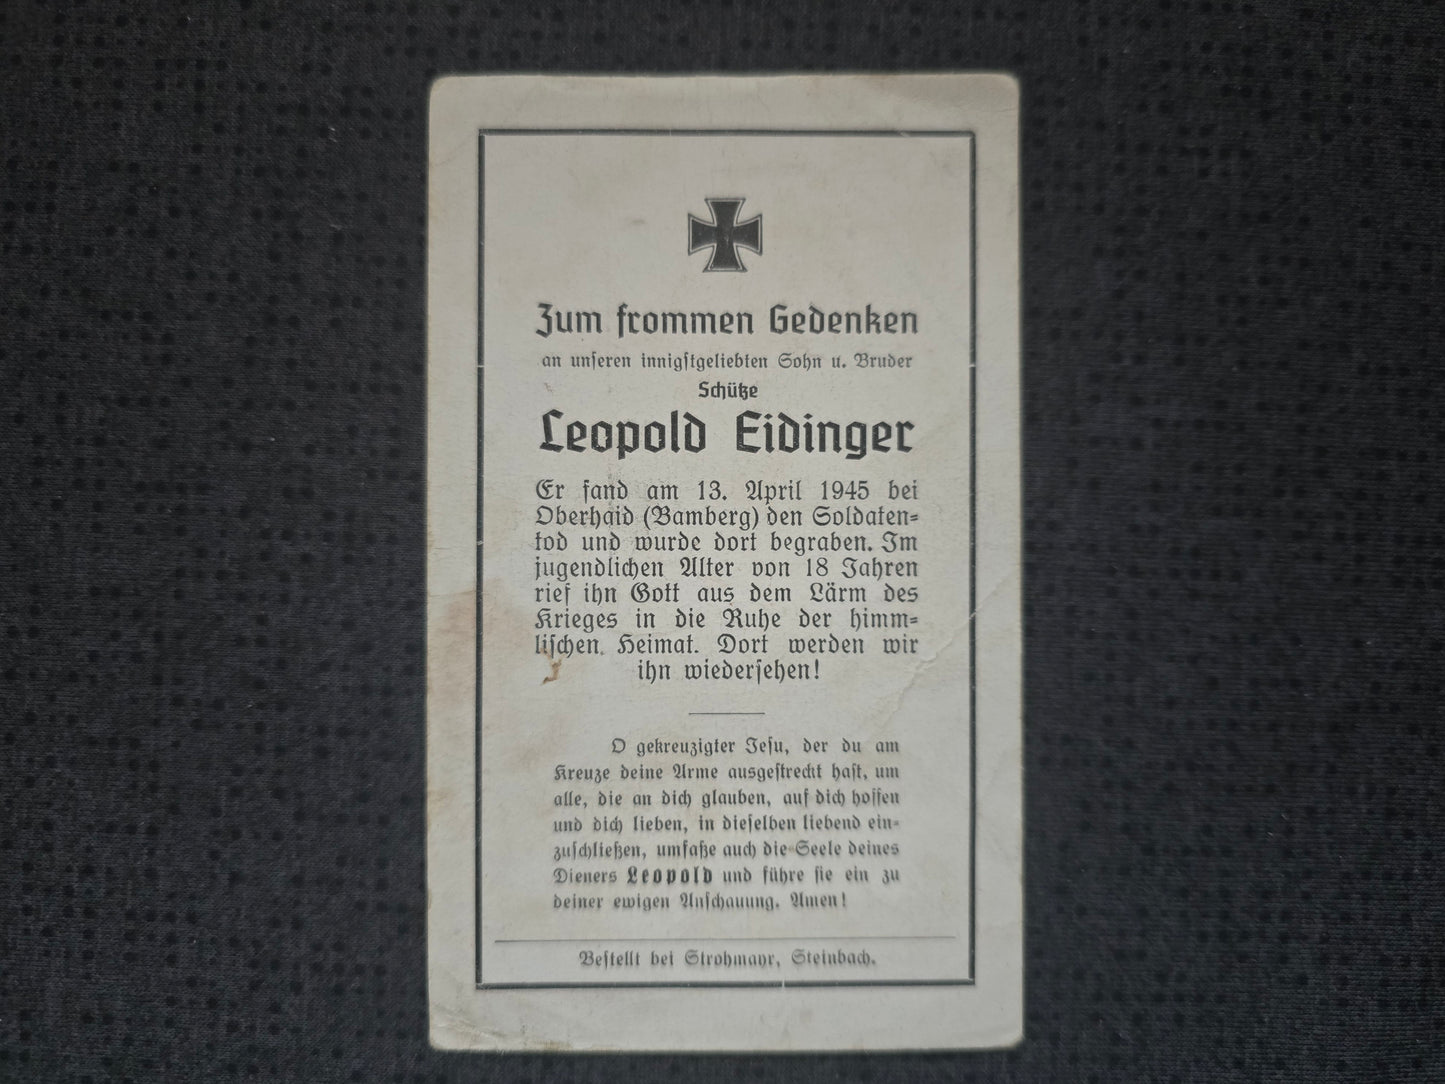 Zum frommen Gedenken
an unseren innigstgeliebten Sohn u. Bruder
Schütze
Leopold Eidinger
Er fand am 13. April 1945 bei
Oberhaid (Bamberg) den Soldaten-
tod und wurde dort begraben. Im
jugendlichen Alter von 18 Jahren
rief ihn Gott aus dem Lärm des
Krieges in die Ruhe der himm-
lischen Heimat. Dort werden wir
ihn wiedersehen!
O gekreuzigter Jesu, der du am
Kreuze deine Arme ausgestreckt hast, um
alle, die an dich glauben, auf dich hoffen
und dich lieben, in dieselben liebend ein-
zuschließen, umfaße auch die Seele deines
Dieners Leopold und führe sie ein zu
deiner ewigen Anschauung. Amen!
Bestellt bei Strohmayr, Steinbach.